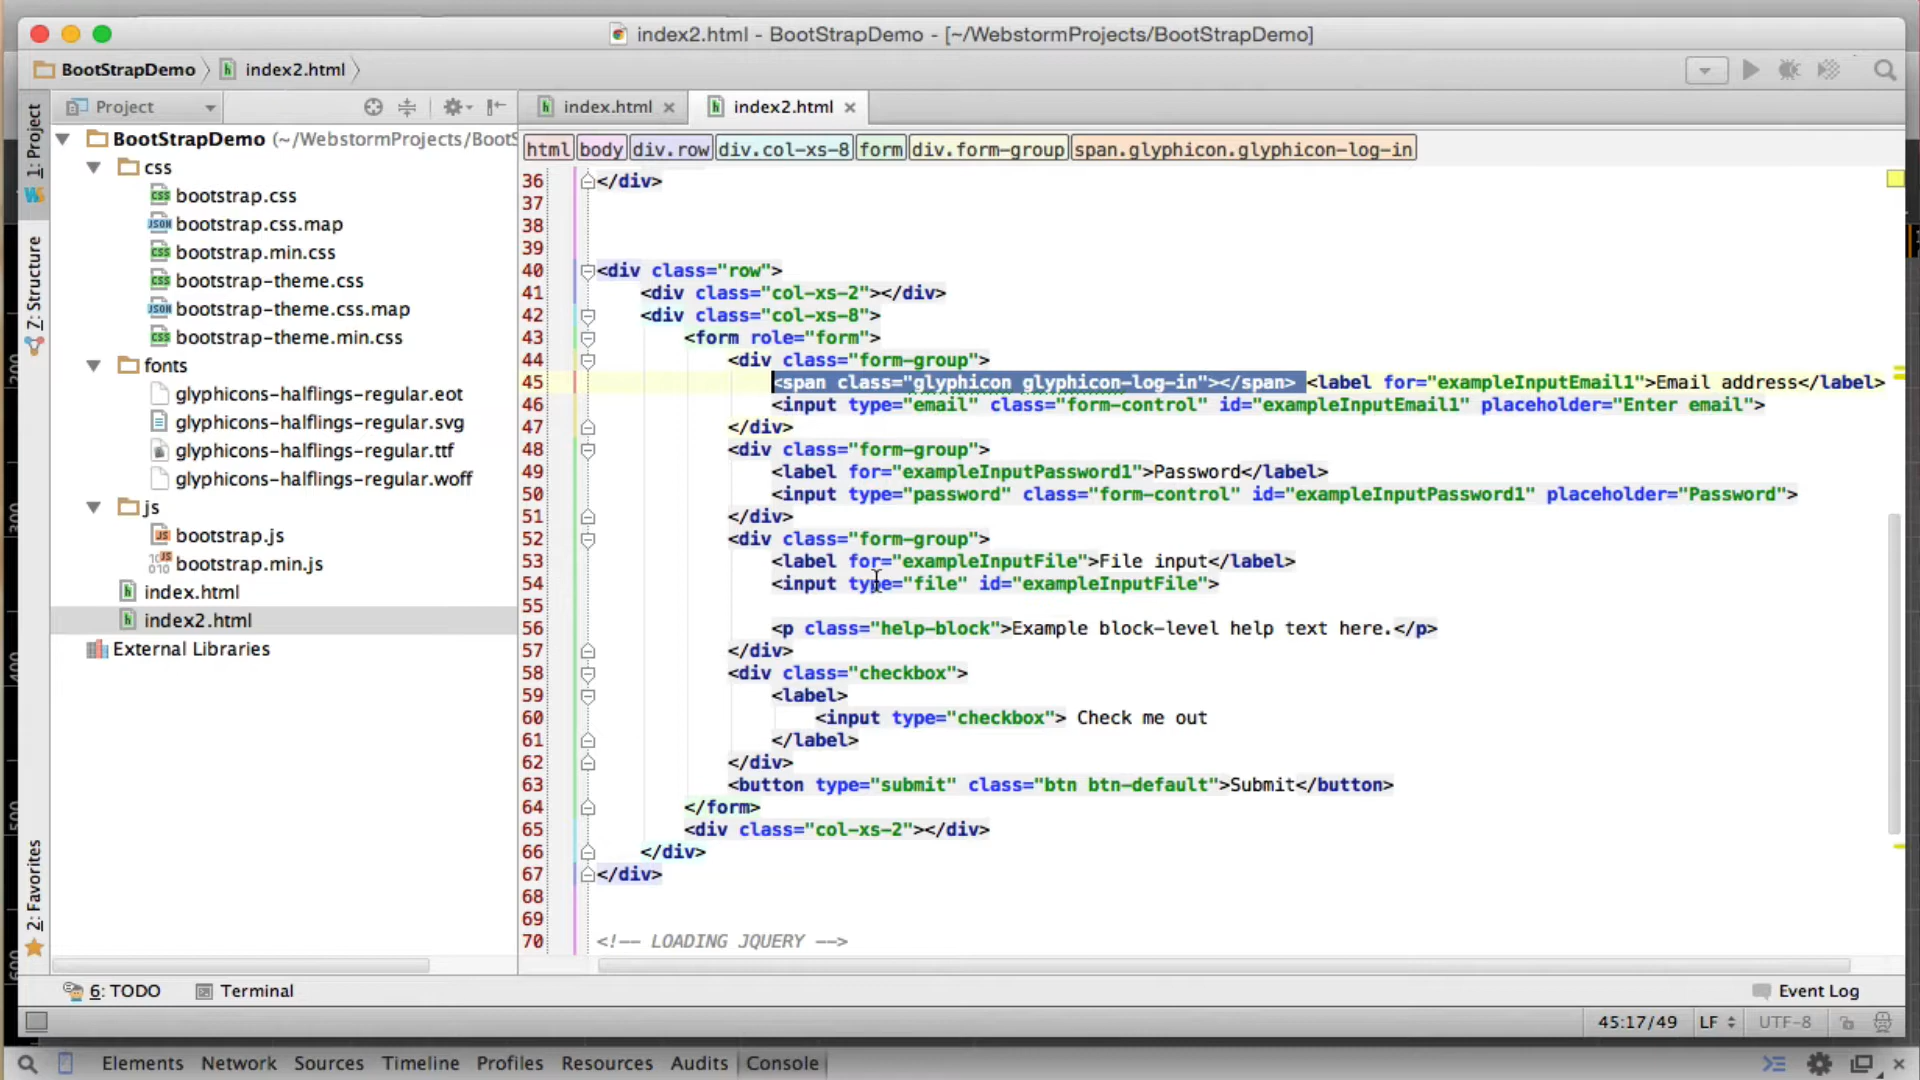 index2.html - BootStrapDemo - [~/WebstormProjects/BootStrapDemo]
BootStrapDemo
index2.html
1: Project
7: Structure
2: Favorites
Project
BootStrapDemo (~/WebstormProjects/BootS
css
bootstrap.css
bootstrap.css.map
bootstrap.min.css
bootstrap-theme.css
bootstrap-theme.css.map
bootstrap-theme.min.css
fonts
glyphicons-halflings-regular.eot
glyphicons-halflings-regular.svg
glyphicons-halflings-regular.ttf
glyphicons-halflings-regular.woff
js
bootstrap.js
bootstrap.min.js
index.html
index2.html
External Libraries
index.html
index2.html
html body div.row div.col-xs-8 form div.form-group span.glyphicon.glyphicon-log-in
36 </div>
37
38
39
40 <div class="row">
41 <div class="col-xs-2"></div>
42 <div class="col-xs-8">
43 <form role="form">
44 <div class="form-group">
45 <span class="glyphicon glyphicon-log-in"></span> <label for="exampleInputEmail1">Email address</label>
46 <input type="email" class="form-control" id="exampleInputEmail1" placeholder="Enter email">
47 </div>
48 <div class="form-group">
49 <label for="exampleInputPassword1">Password</label>
50 <input type="password" class="form-control" id="exampleInputPassword1" placeholder="Password">
51 </div>
52 <div class="form-group">
53 <label for="exampleInputFile">File input</label>
54 <input type="file" id="exampleInputFile">
55
56 <p class="help-block">Example block-level help text here.</p>
57 </div>
58 <div class="checkbox">
59 <label>
60 <input type="checkbox"> Check me out
61 </label>
62 </div>
63 <button type="submit" class="btn btn-default">Submit</button>
64 </form>
65 <div class="col-xs-2"></div>
66 </div>
67 </div>
68
69
70 <!-- LOADING JQUERY -->
6: TODO
Terminal
Event Log
45:17/49 LF UTF-8
Elements Network Sources Timeline Profiles Resources Audits Console